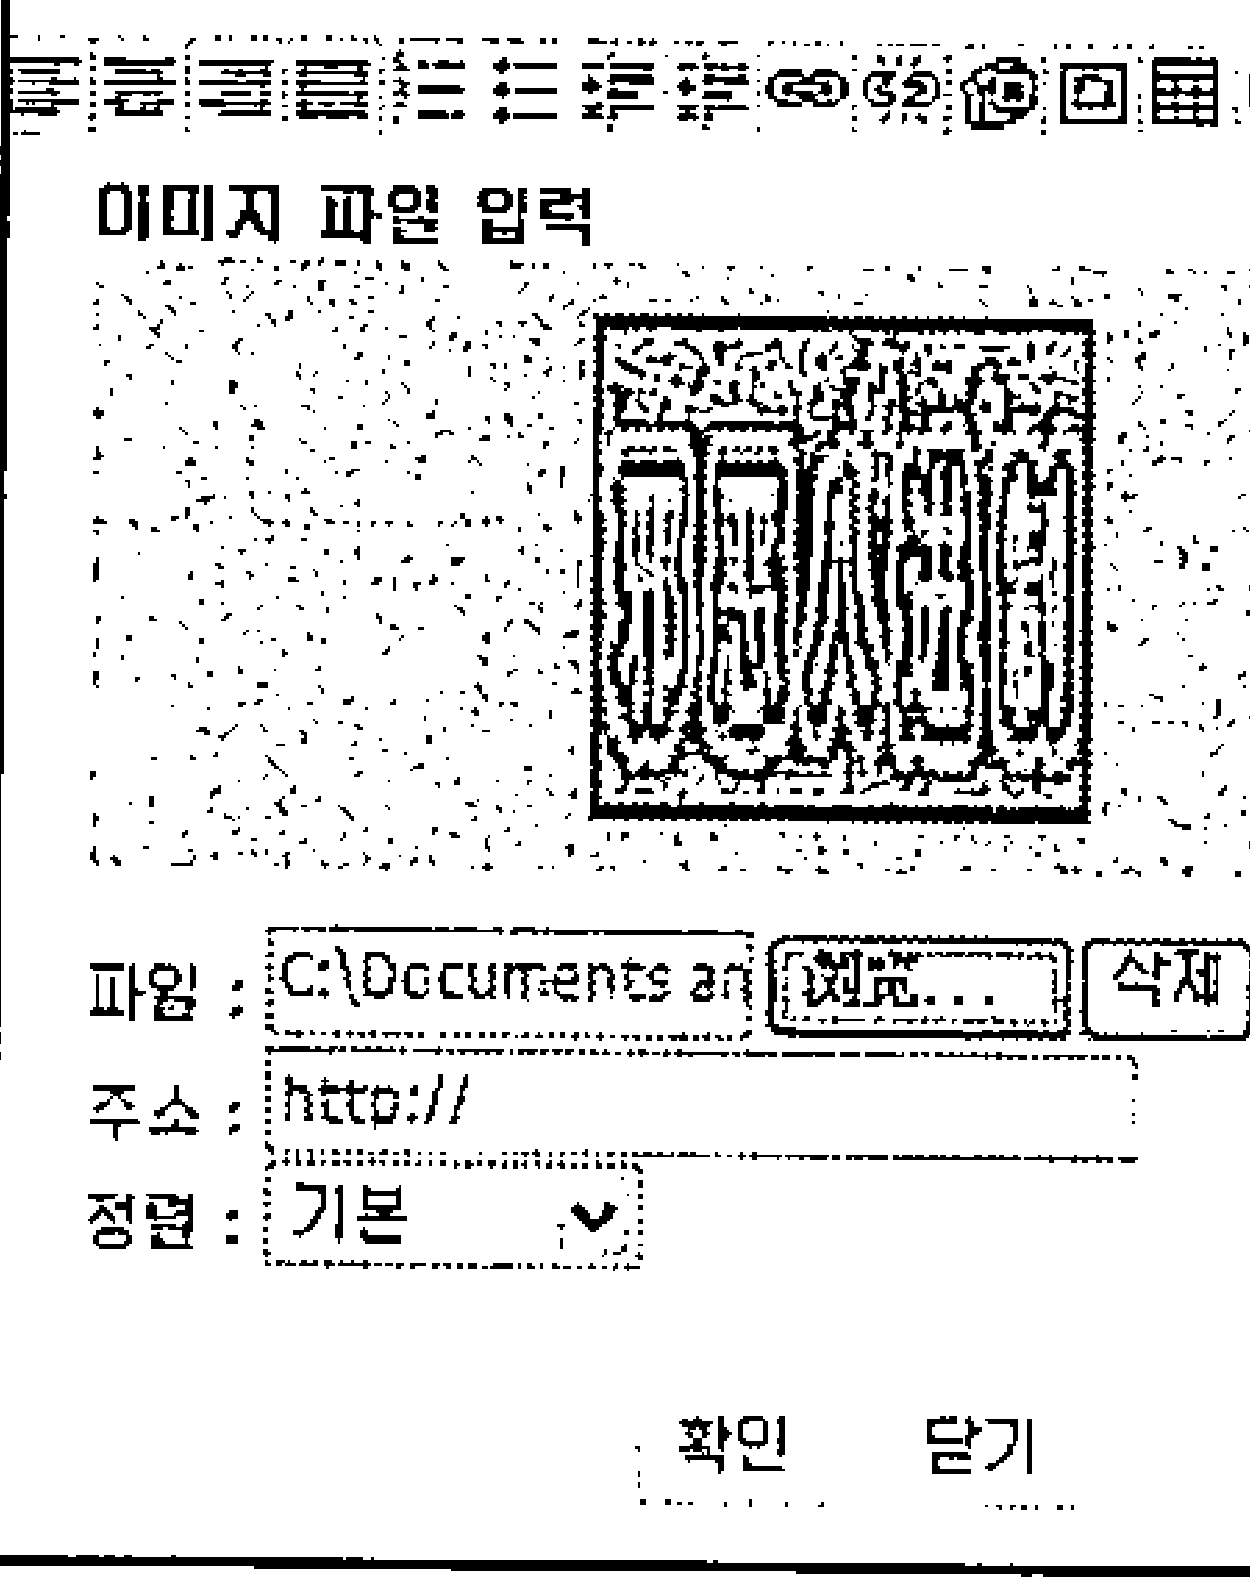 이미지 파일 입력
파일 : C:\Documents an 浏览... 삭제
주소 : http://
정렬 : 기본
확인 닫기